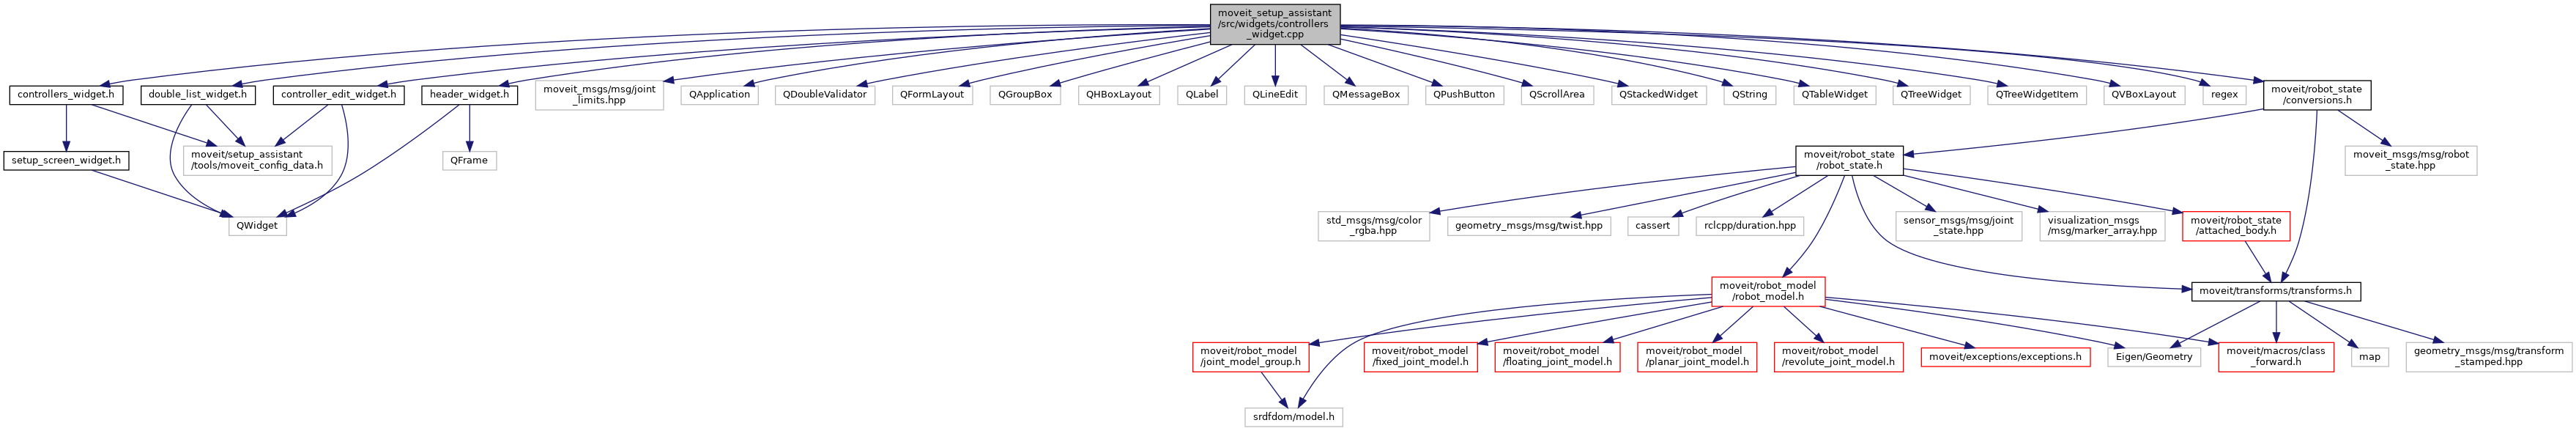 moveit_setup_assistant
/src/widgets/controllers
_widget.cpp
controllers_widget.h
double_list_widget.h
controller_edit_widget.h
header_widget.h
moveit_msgs/msg/joint
_limits.hpp
QApplication
QDoubleValidator
QFormLayout
QGroupBox
QHBoxLayout
QLabel
QLineEdit
QMessageBox
QPushButton
QScrollArea
QStackedWidget
QString
QTableWidget
QTreeWidget
QTreeWidgetItem
QVBoxLayout
regex
moveit/robot_state
/conversions.h
setup_screen_widget.h
moveit/setup_assistant
/tools/moveit_config_data.h
QFrame
moveit/robot_state
/robot_state.h
moveit_msgs/msg/robot
_state.hpp
QWidget
std_msgs/msg/color
_rgba.hpp
geometry_msgs/msg/twist.hpp
cassert
rclcpp/duration.hpp
sensor_msgs/msg/joint
_state.hpp
visualization_msgs
/msg/marker_array.hpp
moveit/robot_state
/attached_body.h
moveit/robot_model
/robot_model.h
moveit/transforms/transforms.h
moveit/robot_model
/joint_model_group.h
moveit/robot_model
/fixed_joint_model.h
moveit/robot_model
/floating_joint_model.h
moveit/robot_model
/planar_joint_model.h
moveit/robot_model
/revolute_joint_model.h
moveit/exceptions/exceptions.h
Eigen/Geometry
moveit/macros/class
_forward.h
map
geometry_msgs/msg/transform
_stamped.hpp
srdfdom/model.h